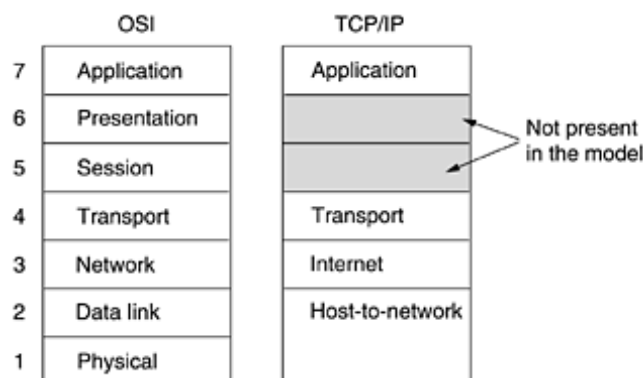 OSI TCP/IP
7 Application Application
6 Presentation
Not present
in the model
5 Session
4 Transport Transport
3 Network Internet
2 Data link Host-to-network
1 Physical